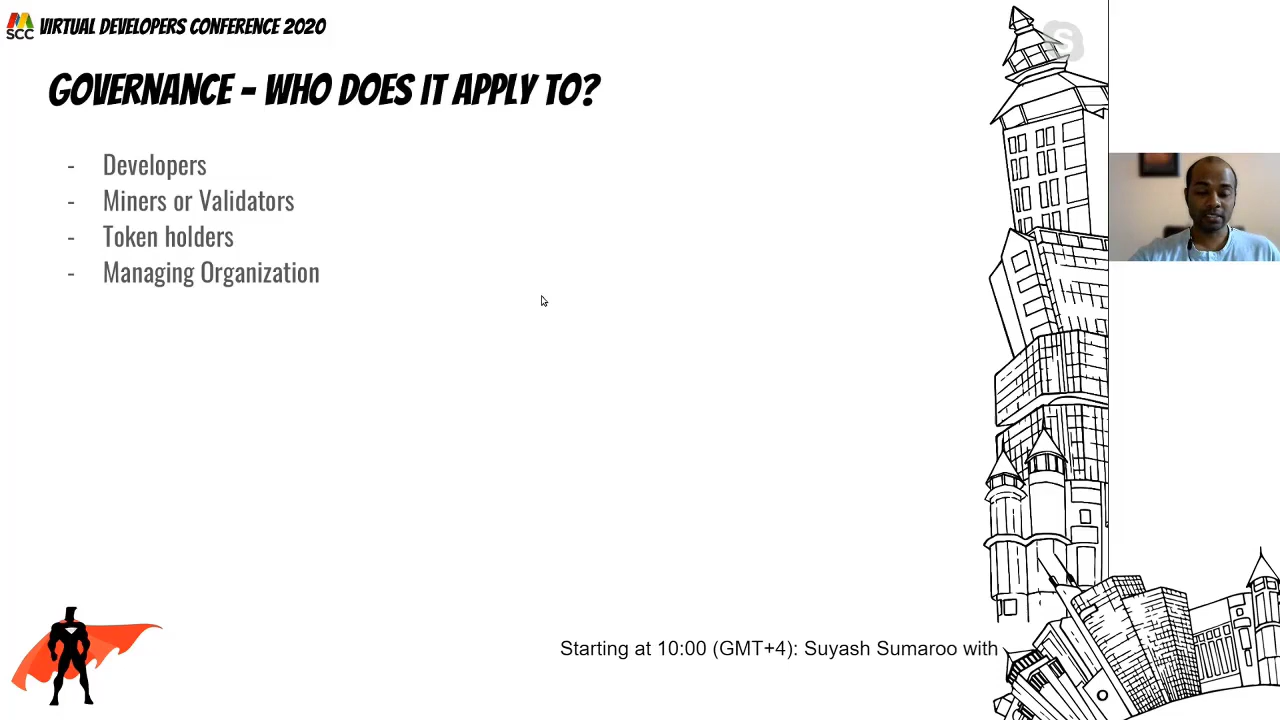 MSCC VIRTUAL DEVELOPERS CONFERENCE 2020
GOVERNANCE - WHO DOES IT APPLY TO?
- Developers
- Miners or Validators
- Token holders
- Managing Organization
Starting at 10:00 (GMT+4): Suyash Sumaroo with